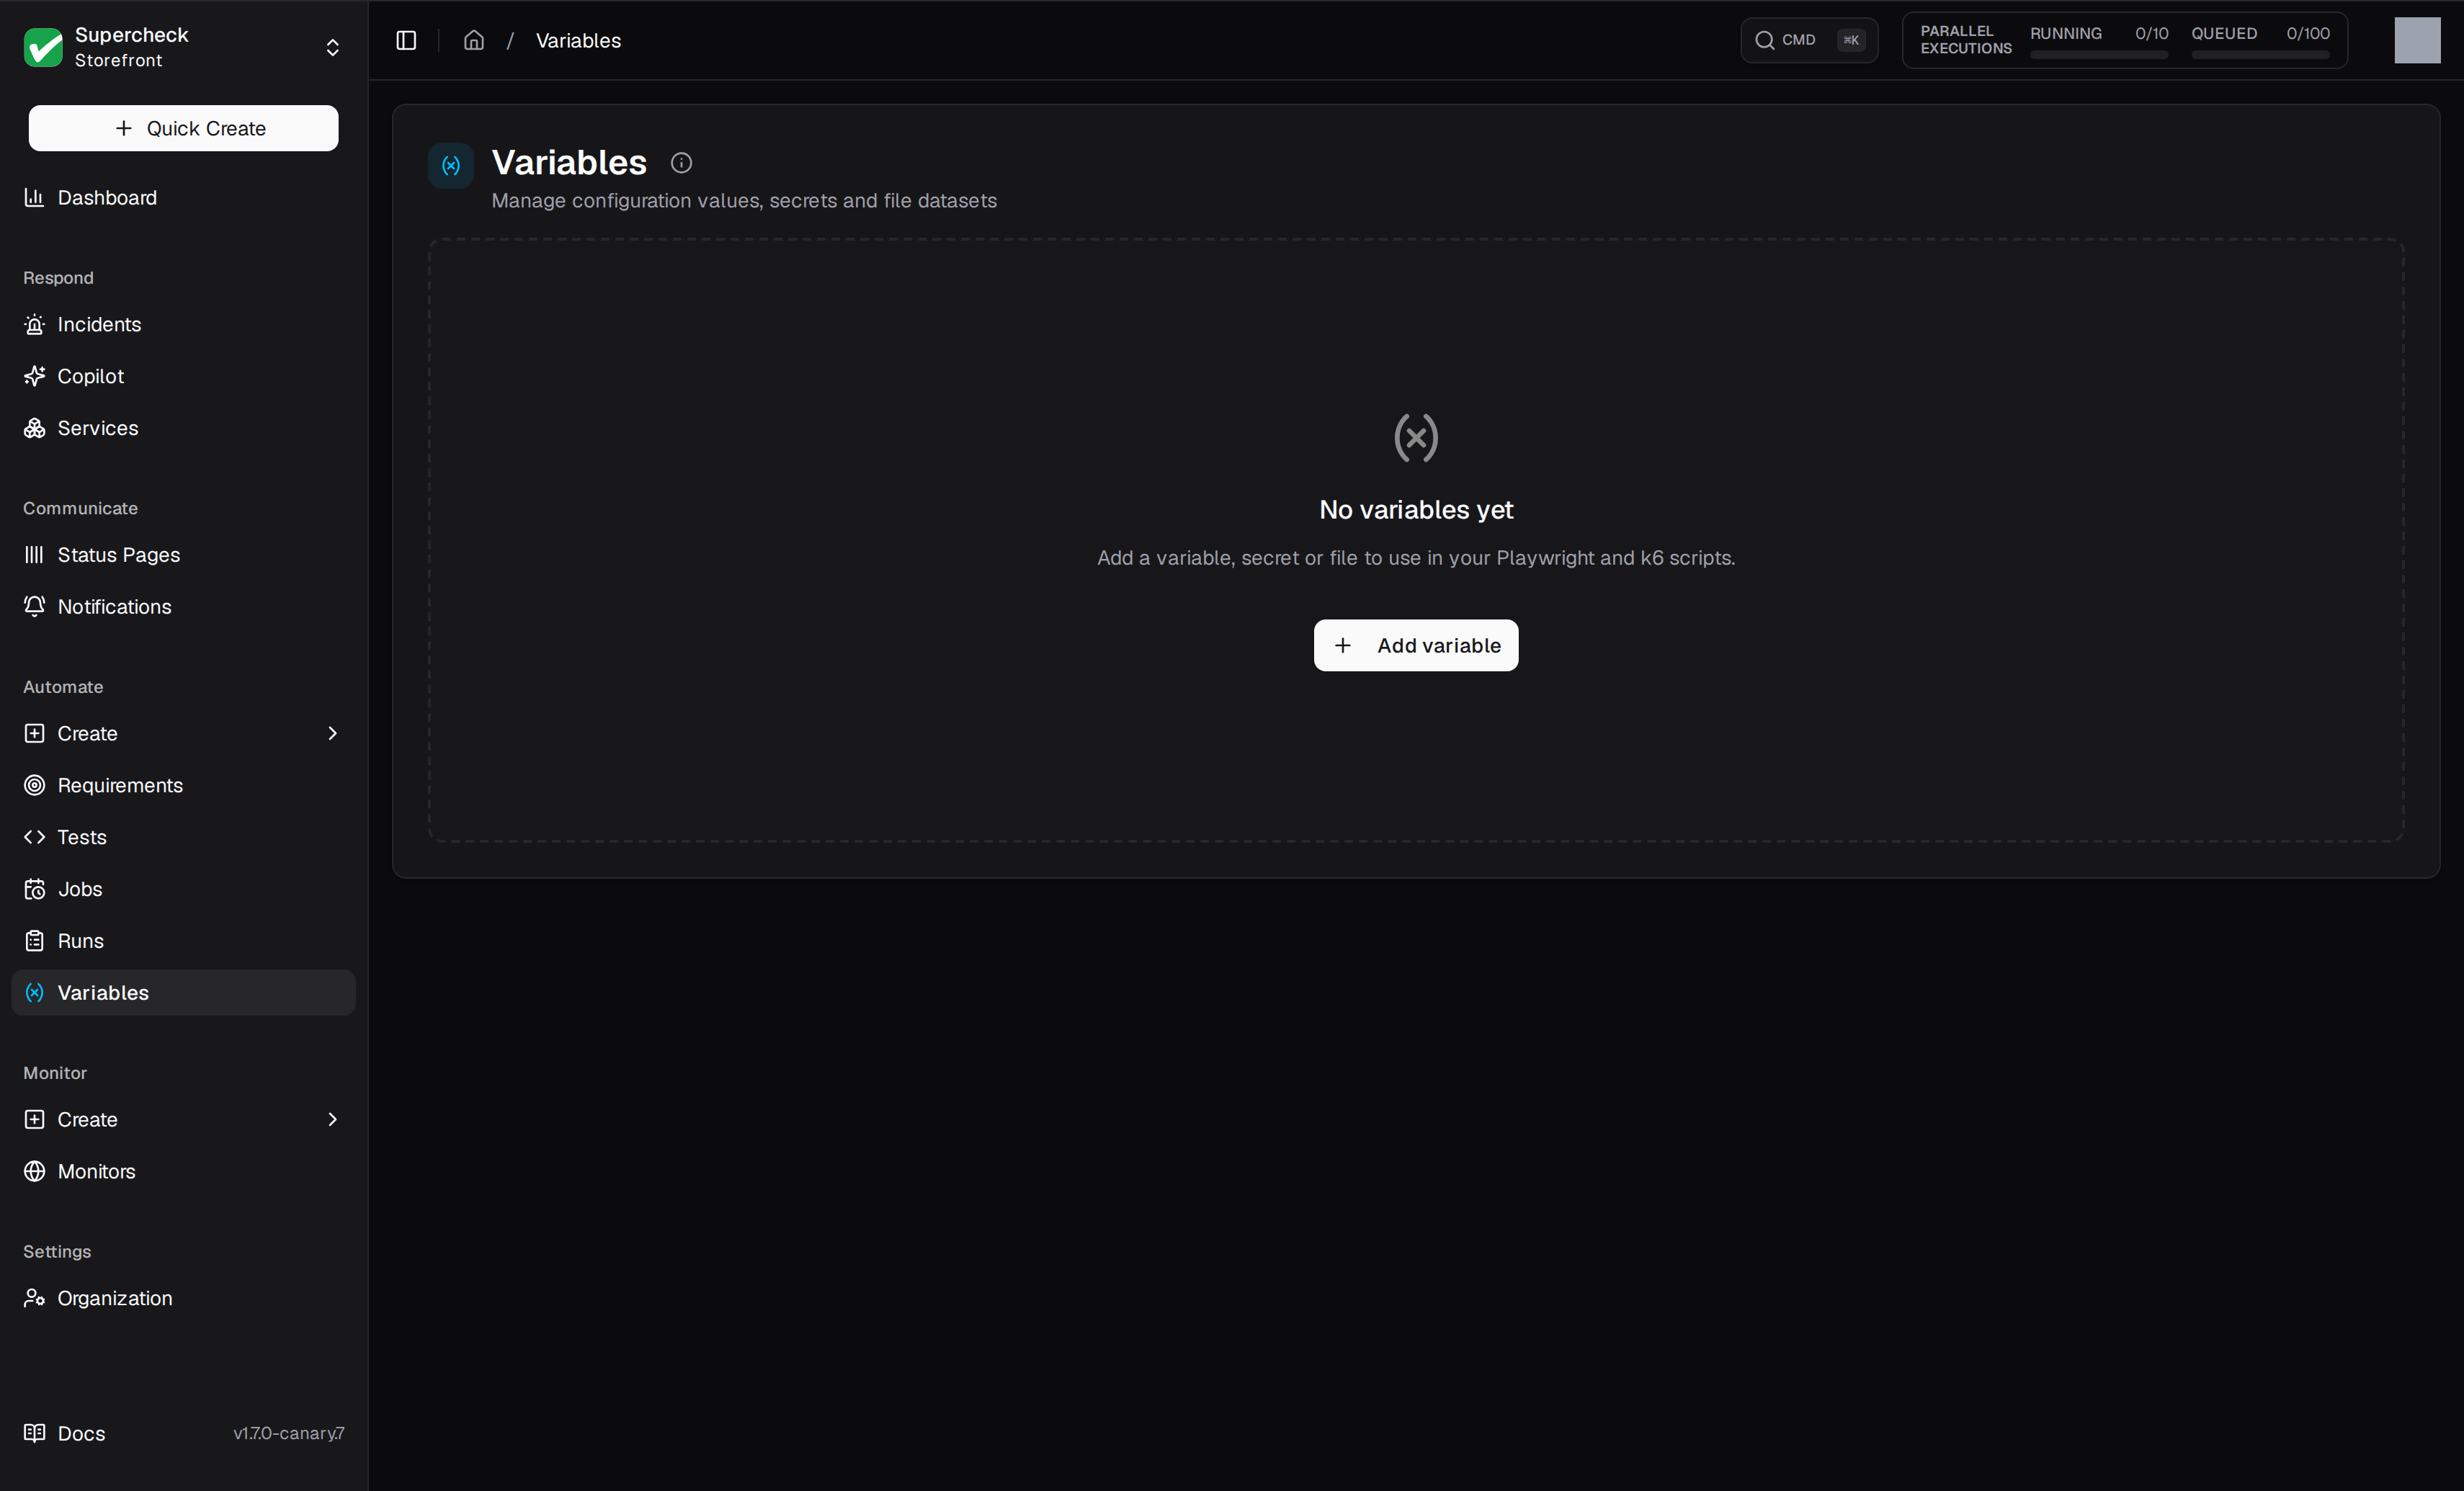 Supercheck
Storefront
Quick Create
Dashboard
Respond
Incidents
Copilot
Services
Communicate
Status Pages
Notifications
Automate
Create
Requirements
Tests
Jobs
Runs
Variables
Monitor
Create
Monitors
Settings
Organization
Docs v1.7.0-canary.7
/ Variables
CMD ⌘K
PARALLEL EXECUTIONS
RUNNING 0/10
QUEUED 0/100
Variables
Manage configuration values, secrets and file datasets
No variables yet
Add a variable, secret or file to use in your Playwright and k6 scripts.
Add variable